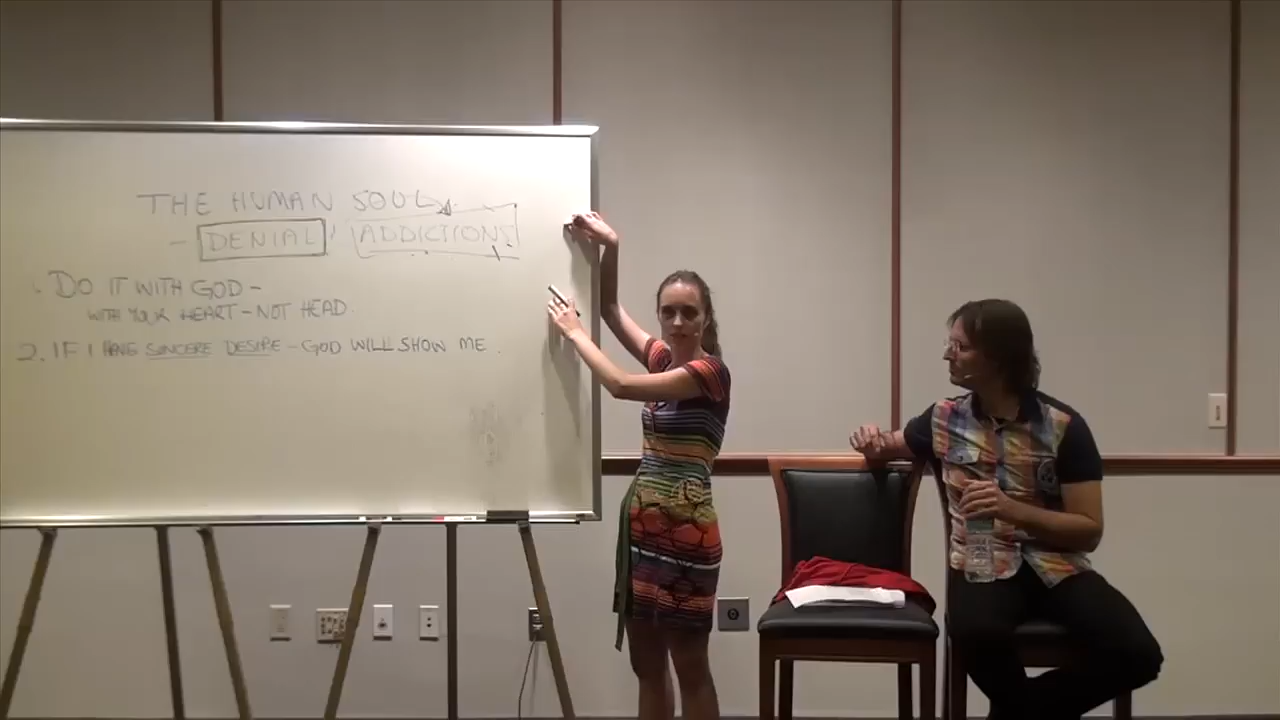 THE HUMAN SOUL
- DENIAL / ADDICTIONS
1. DO IT WITH GOD -
WITH YOUR HEART - NOT HEAD.
2. IF I HAVE SINCERE DESIRE - GOD WILL SHOW ME.